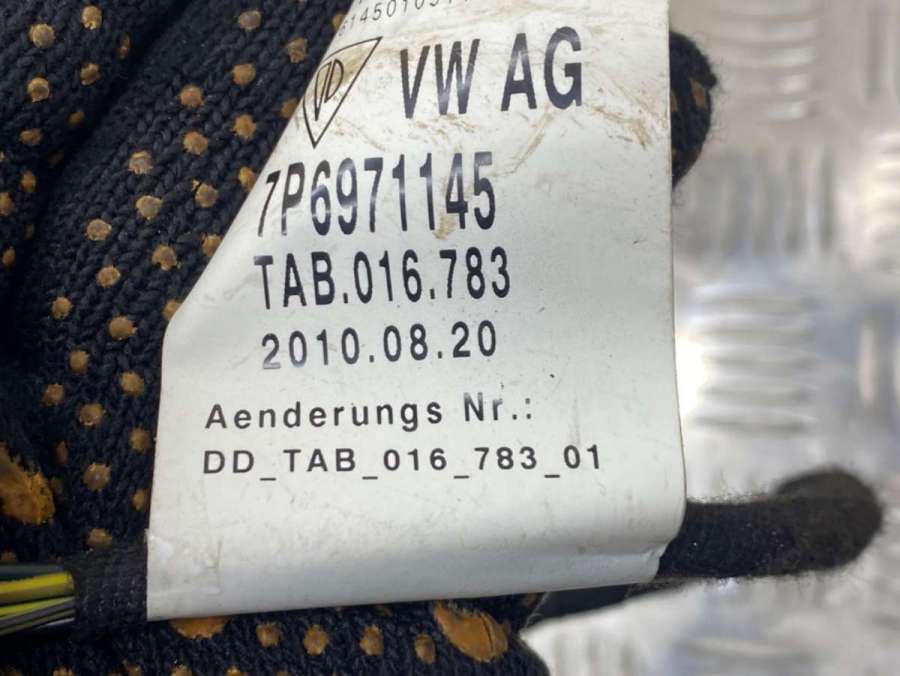 VW AG
7P6971145
TAB.016.783
2010.08.20
Aenderungs Nr.:
DD_TAB_016_783_01